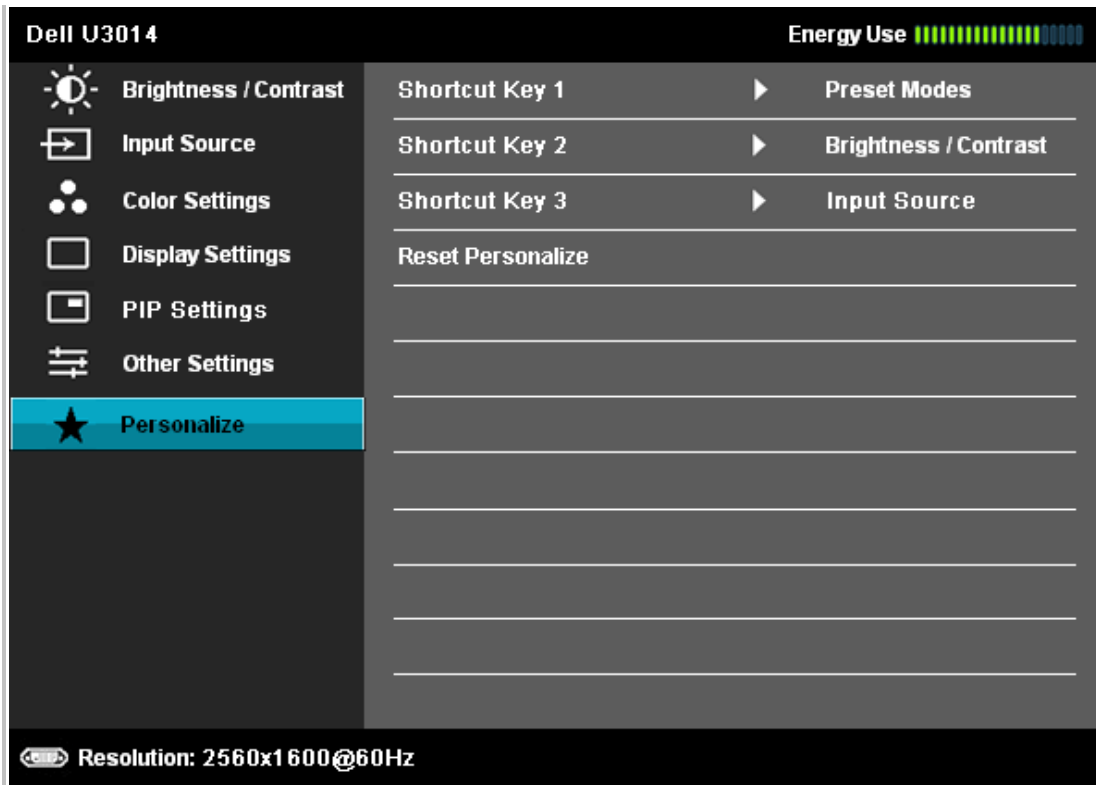 Dell U3014 Energy Use
Brightness / Contrast Shortcut Key 1 Preset Modes
Input Source Shortcut Key 2 Brightness / Contrast
Color Settings Shortcut Key 3 Input Source
Display Settings Reset Personalize
PIP Settings
Other Settings
Personalize
Resolution: 2560x1600@60Hz